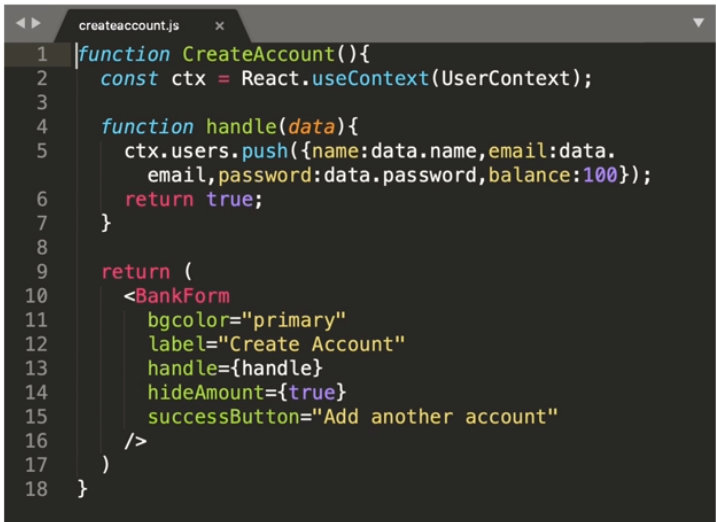 createaccount.js ×
1 function CreateAccount(){
2 const ctx = React.useContext(UserContext);
3
4 function handle(data){
5 ctx.users.push({name:data.name,email:data.
email,password:data.password,balance:100});
6 return true;
7 }
8
9 return (
10 <BankForm
11 bgcolor="primary"
12 label="Create Account"
13 handle={handle}
14 hideAmount={true}
15 successButton="Add another account"
16 />
17 )
18 }